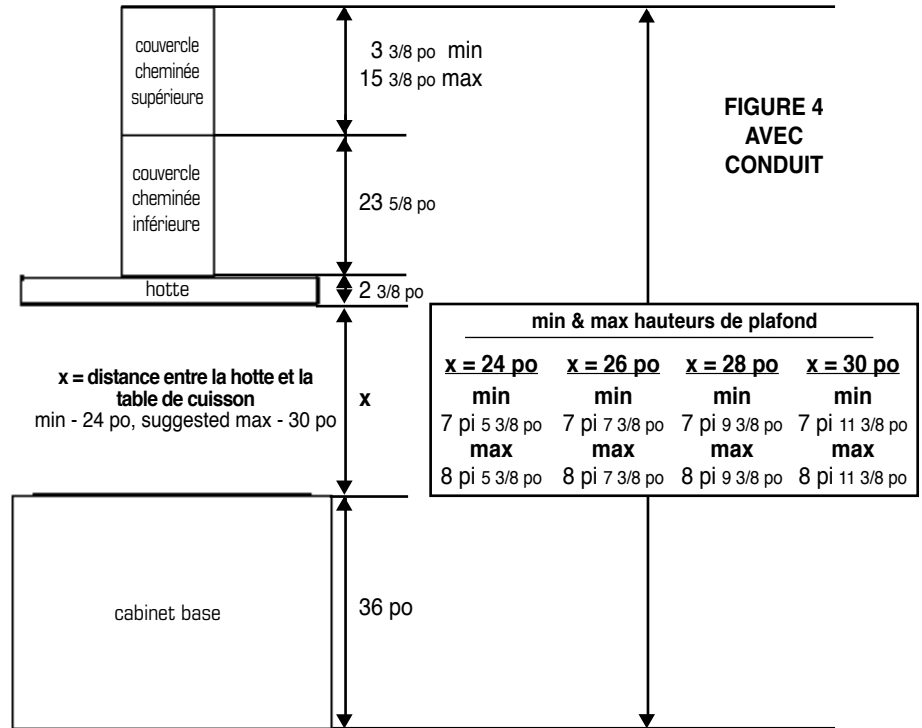 couvercle
cheminée
supérieure
3 3/8 po min
15 3/8 po max
FIGURE 4
AVEC
CONDUIT
couvercle
cheminée
inférieure
23 5/8 po
hotte
2 3/8 po
min & max hauteurs de plafond
x = 24 po x = 26 po x = 28 po x = 30 po
min min min min
7 pi 5 3/8 po 7 pi 7 3/8 po 7 pi 9 3/8 po 7 pi 11 3/8 po
max max max max
8 pi 5 3/8 po 8 pi 7 3/8 po 8 pi 9 3/8 po 8 pi 11 3/8 po
x = distance entre la hotte et la
table de cuisson
min - 24 po, suggested max - 30 po
x
cabinet base
36 po